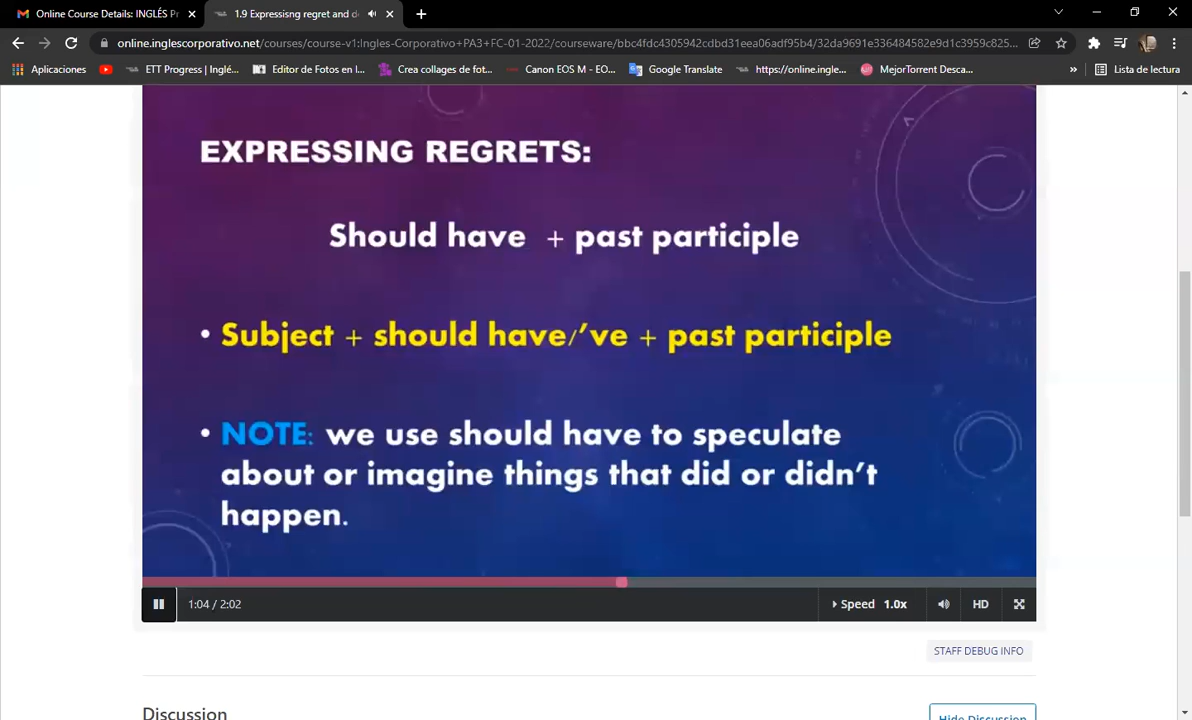 Online Course Details: INGLÉS Pr
1.9 Expressisng regret and d
online.inglescorporativo.net/courses/course-v1:Ingles-Corporativo+PA3+FC-01-2022/courseware/bbc4fdc4305942cdbd31eea06adf95b4/32da9691e336484582e9d1c3959c825...
Aplicaciones
ETT Progress | Inglé...
Editor de Fotos en l...
Crea collages de fot...
Canon EOS M - EO...
Google Translate
https://online.ingle...
MejorTorrent Desca...
»
Lista de lectura
EXPRESSING REGRETS:
Should have + past participle
• Subject + should have/'ve + past participle
• NOTE: we use should have to speculate
about or imagine things that did or didn't
happen.
1:04 / 2:02
Speed 1.0x
HD
STAFF DEBUG INFO
Discussion
Hide Discussion